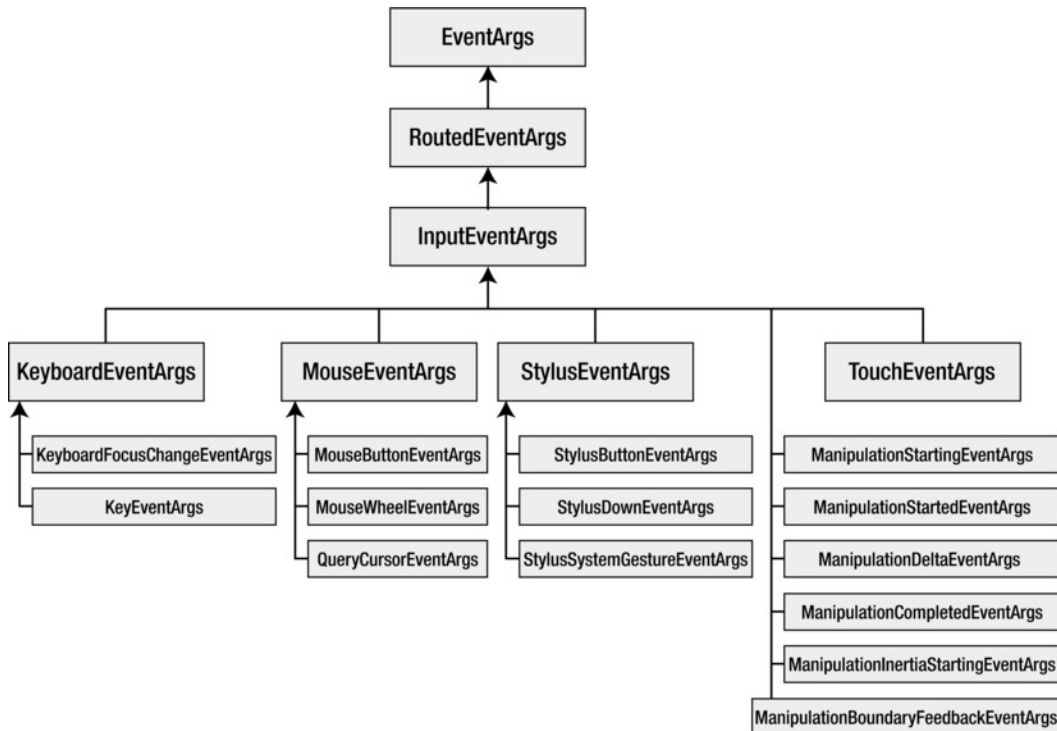 EventArgs
RoutedEventArgs
InputEventArgs
KeyboardEventArgs
MouseEventArgs
StylusEventArgs
TouchEventArgs
KeyboardFocusChangeEventArgs
MouseButtonEventArgs
StylusButtonEventArgs
ManipulationStartingEventArgs
KeyEventArgs
MouseWheelEventArgs
StylusDownEventArgs
ManipulationStartedEventArgs
QueryCursorEventArgs
StylusSystemGestureEventArgs
ManipulationDeltaEventArgs
ManipulationCompletedEventArgs
ManipulationInertiaStartingEventArgs
ManipulationBoundaryFeedbackEventArgs